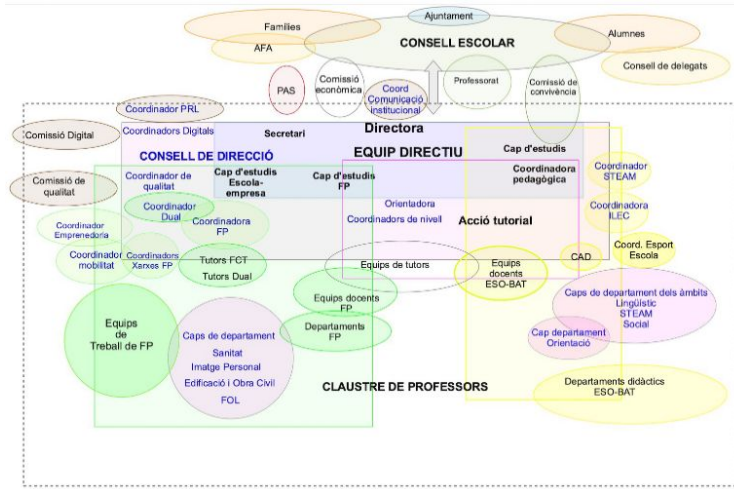 Ajuntament
Famílies
Alumnes
CONSELL ESCOLAR
AFA
Consell de delegats
Comissió
econòmica
Professorat
Comissió de
convivència
PAS
Coord
Comunicació
institucional
Coordinador PRL
Comissió Digital
Coordinadors Digitals
Secretari
Directora
CONSELL DE DIRECCIÓ
EQUIP DIRECTIU
Cap d'estudis
Comissió de
qualitat
Coordinador de
qualitat
Cap d'estudis
Escola-
empresa
Cap d'estudis
FP
Coordinadora
pedagògica
Coordinador
STEAM
Coordinador
Dual
Coordinadora
FP
Orientadora
Coordinadors de nivell
Acció tutorial
Coordinadora
ILEC
Coordinador
Emprenedoria
Coordinador
mobilitat
Coordinadors
Xarxes FP
Tutors FCT
Tutors Dual
Equips de tutors
Equips
docents
ESO-BAT
CAD
Coord. Esport
Escola
Equips docents
FP
Departaments
FP
Caps de departament dels àmbits
Lingüístic
STEAM
Social
Cap departament
Orientació
Equips
de
Treball de FP
Caps de departament
Sanitat
Imatge Personal
Edificació i Obra Civil
FOL
CLAUSTRE DE PROFESSORS
Departaments didàctics
ESO-BAT